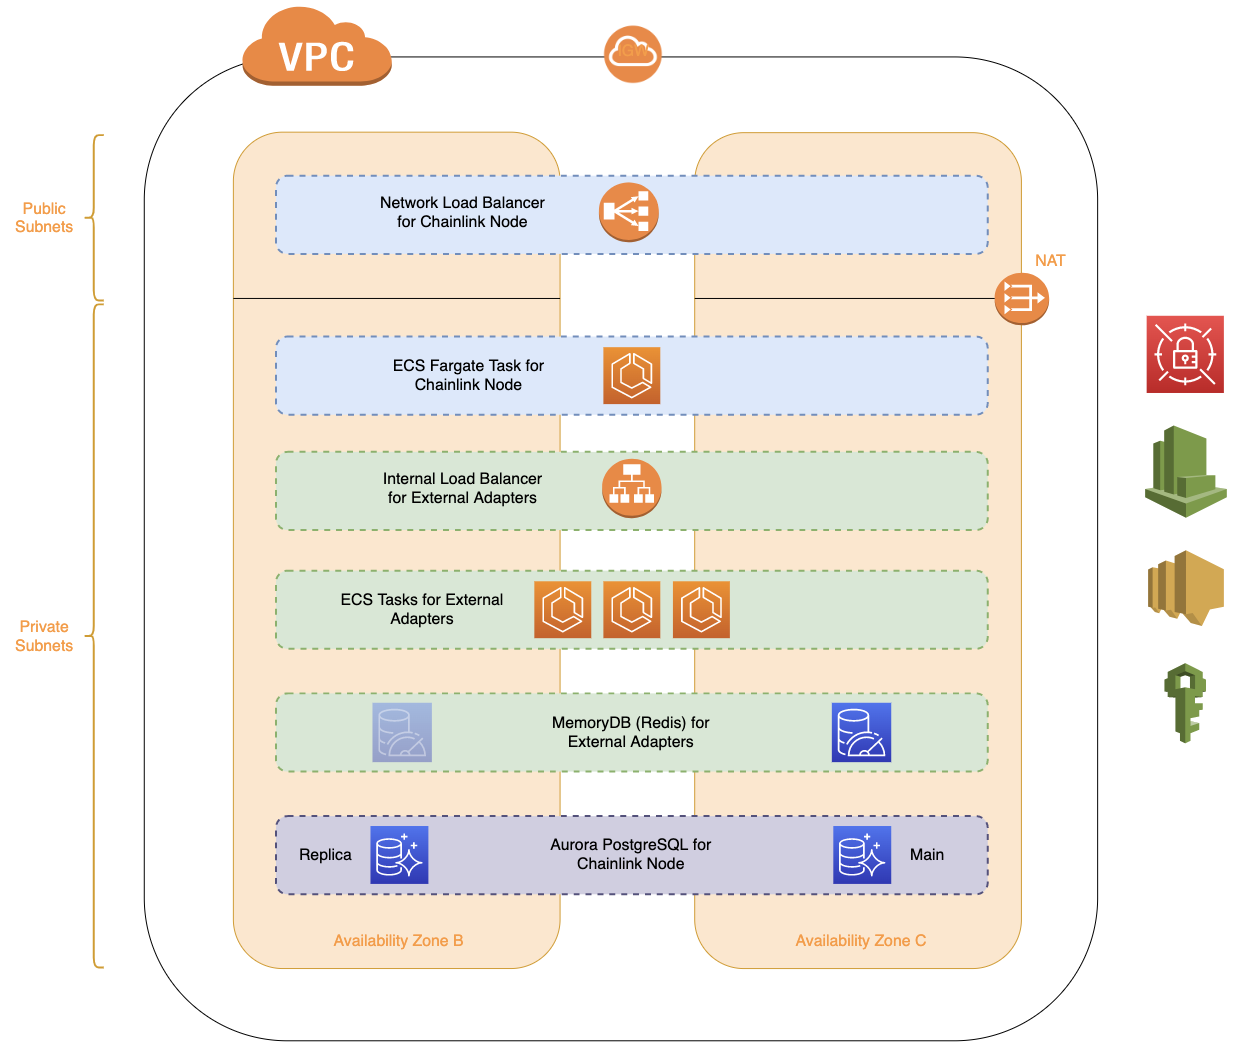 VPC
IGW
Public
Subnets
Network Load Balancer
for Chainlink Node
NAT
ECS Fargate Task for
Chainlink Node
Internal Load Balancer
for External Adapters
ECS Tasks for External
Adapters
Private
Subnets
MemoryDB (Redis) for
External Adapters
Replica
Aurora PostgreSQL for
Chainlink Node
Main
Availability Zone B
Availability Zone C